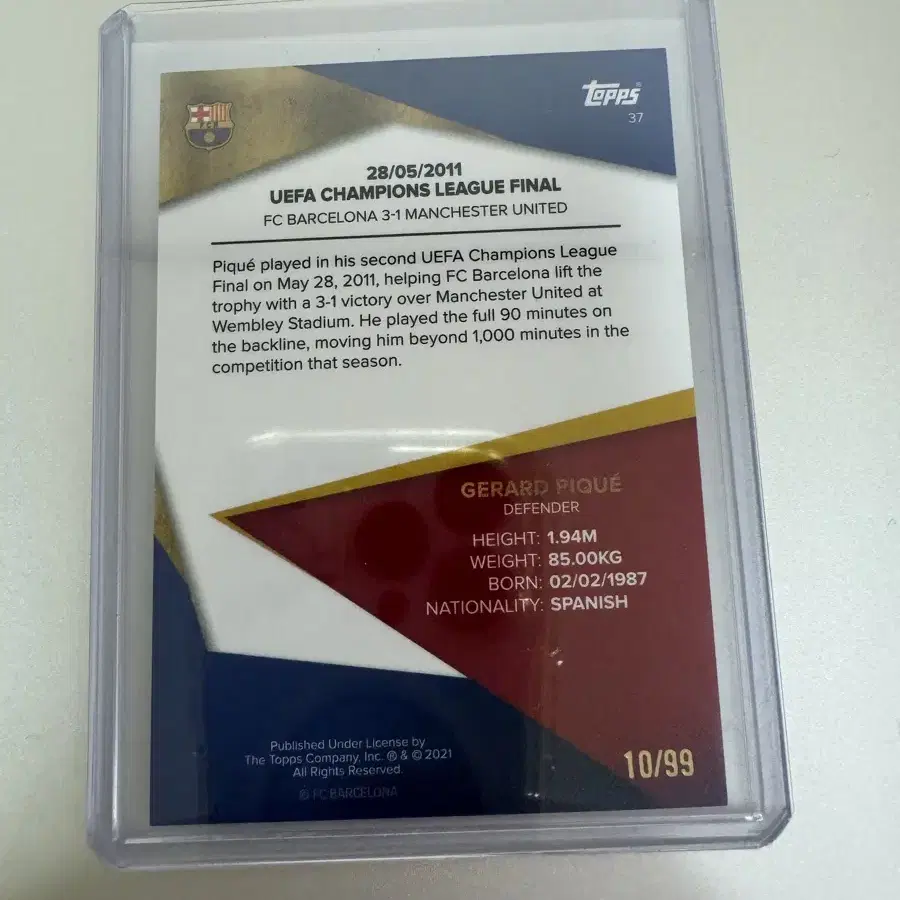 FCB
Topps
37
28/05/2011
UEFA CHAMPIONS LEAGUE FINAL
FC BARCELONA 3-1 MANCHESTER UNITED
Piqué played in his second UEFA Champions League
Final on May 28, 2011, helping FC Barcelona lift the
trophy with a 3-1 victory over Manchester United at
Wembley Stadium. He played the full 90 minutes on
the backline, moving him beyond 1,000 minutes in the
competition that season.
GERARD PIQUÉ
DEFENDER
HEIGHT: 1.94M
WEIGHT: 85.00KG
BORN: 02/02/1987
NATIONALITY: SPANISH
Published Under License by
The Topps Company, Inc. ® & © 2021
All Rights Reserved.
© FC BARCELONA
10/99